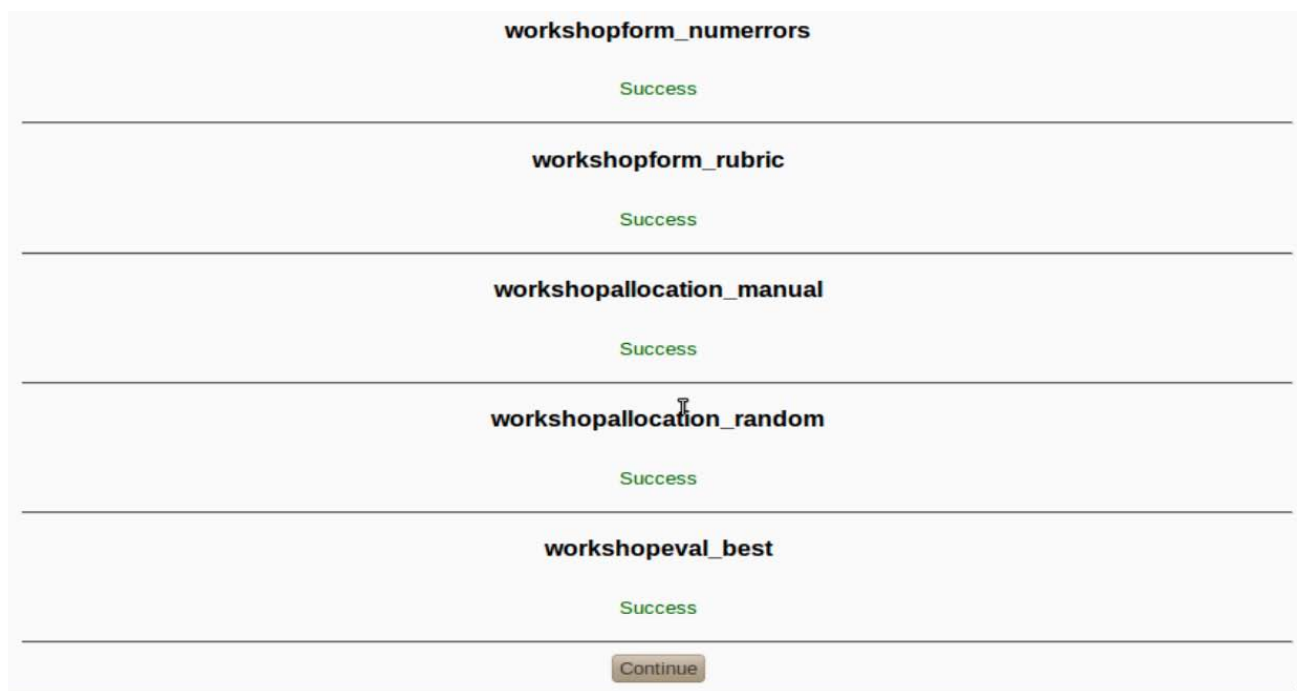 workshopform_numerrors
Success
workshopform_rubric
Success
workshopallocation_manual
Success
workshopallocation_random
Success
workshopeval_best
Success
Continue